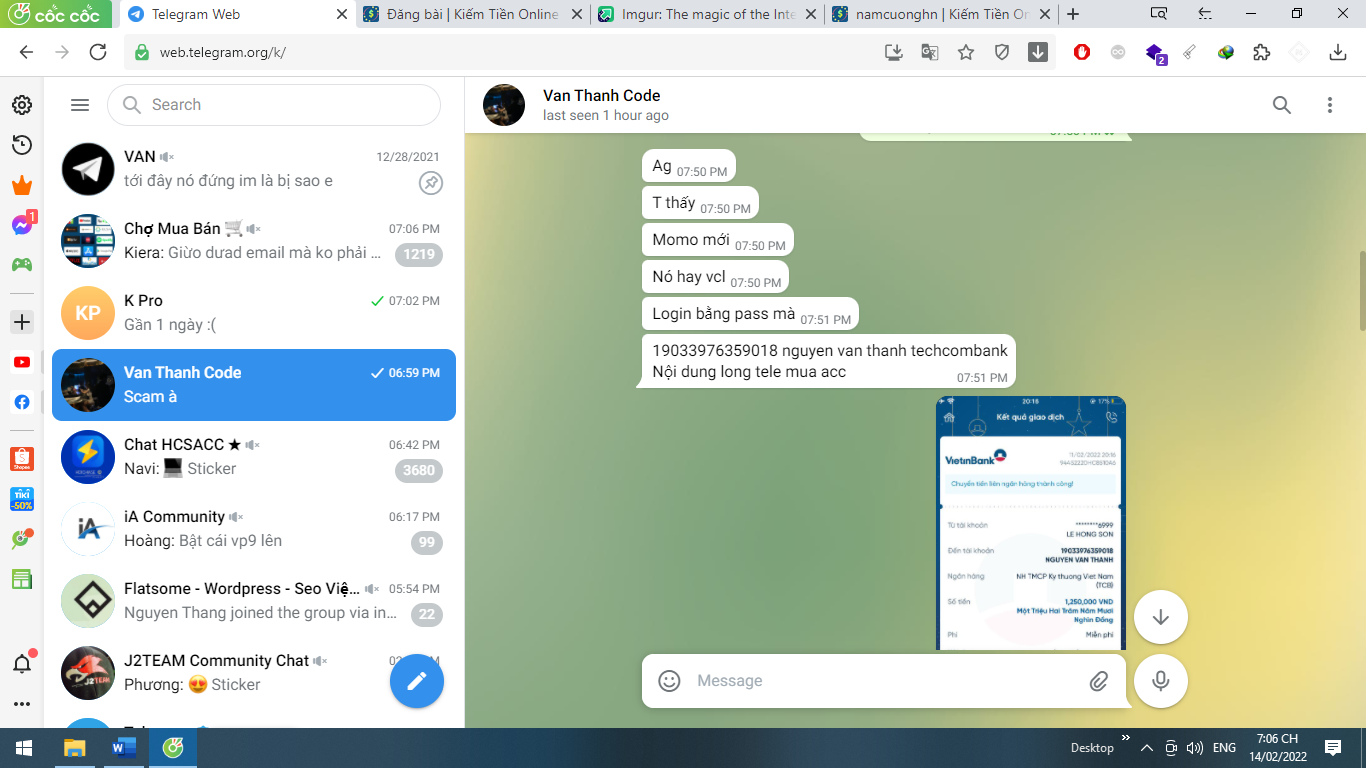 cốc cốc
Telegram Web
Đăng bài | Kiếm Tiền Online
Imgur: The magic of the Inte
namcuonghn | Kiếm Tiền On
web.telegram.org/k/
2
Search
Van Thanh Code
last seen 1 hour ago
VAN
12/28/2021
tới đây nó đứng im là bị sao e
Chợ Mua Bán 🛒
07:06 PM
Kiera: Giừo dưad email mà ko phải ...
1219
KP
K Pro
07:02 PM
Gần 1 ngày :(
Van Thanh Code
06:59 PM
Scam à
Chat HCSACC ★
06:42 PM
Navi: 💻 Sticker
3680
iA
iA Community
06:17 PM
Hoàng: Bật cái vp9 lên
99
Flatsome - Wordpress - Seo Việ...
05:54 PM
Nguyen Thang joined the group via in...
22
J2TEAM
J2TEAM Community Chat
Phương: 😍 Sticker
1
Shopee
TIKI
-50%
Ag 07:50 PM
T thấy 07:50 PM
Momo mới 07:50 PM
Nó hay vcl 07:50 PM
Login bằng pass mà 07:51 PM
19033976359018 nguyen van thanh techcombank
Nội dung long tele mua acc
07:51 PM
17%
Kết quả giao dịch
VietinBank
Chuyển tiền liên ngân hàng thành công!
Từ tài khoản
********6999
LE HONG SON
Đến tài khoản
19033976359018
NGUYEN VAN THANH
Ngân hàng
NH TMCP Ky thuong Viet Nam
(TCB)
Số tiền
1,250,000 VND
Một Triệu Hai Trăm Năm Mươi
Nghìn Đồng
Phí
Miễn phí
Message
Desktop
ENG
7:06 CH
14/02/2022